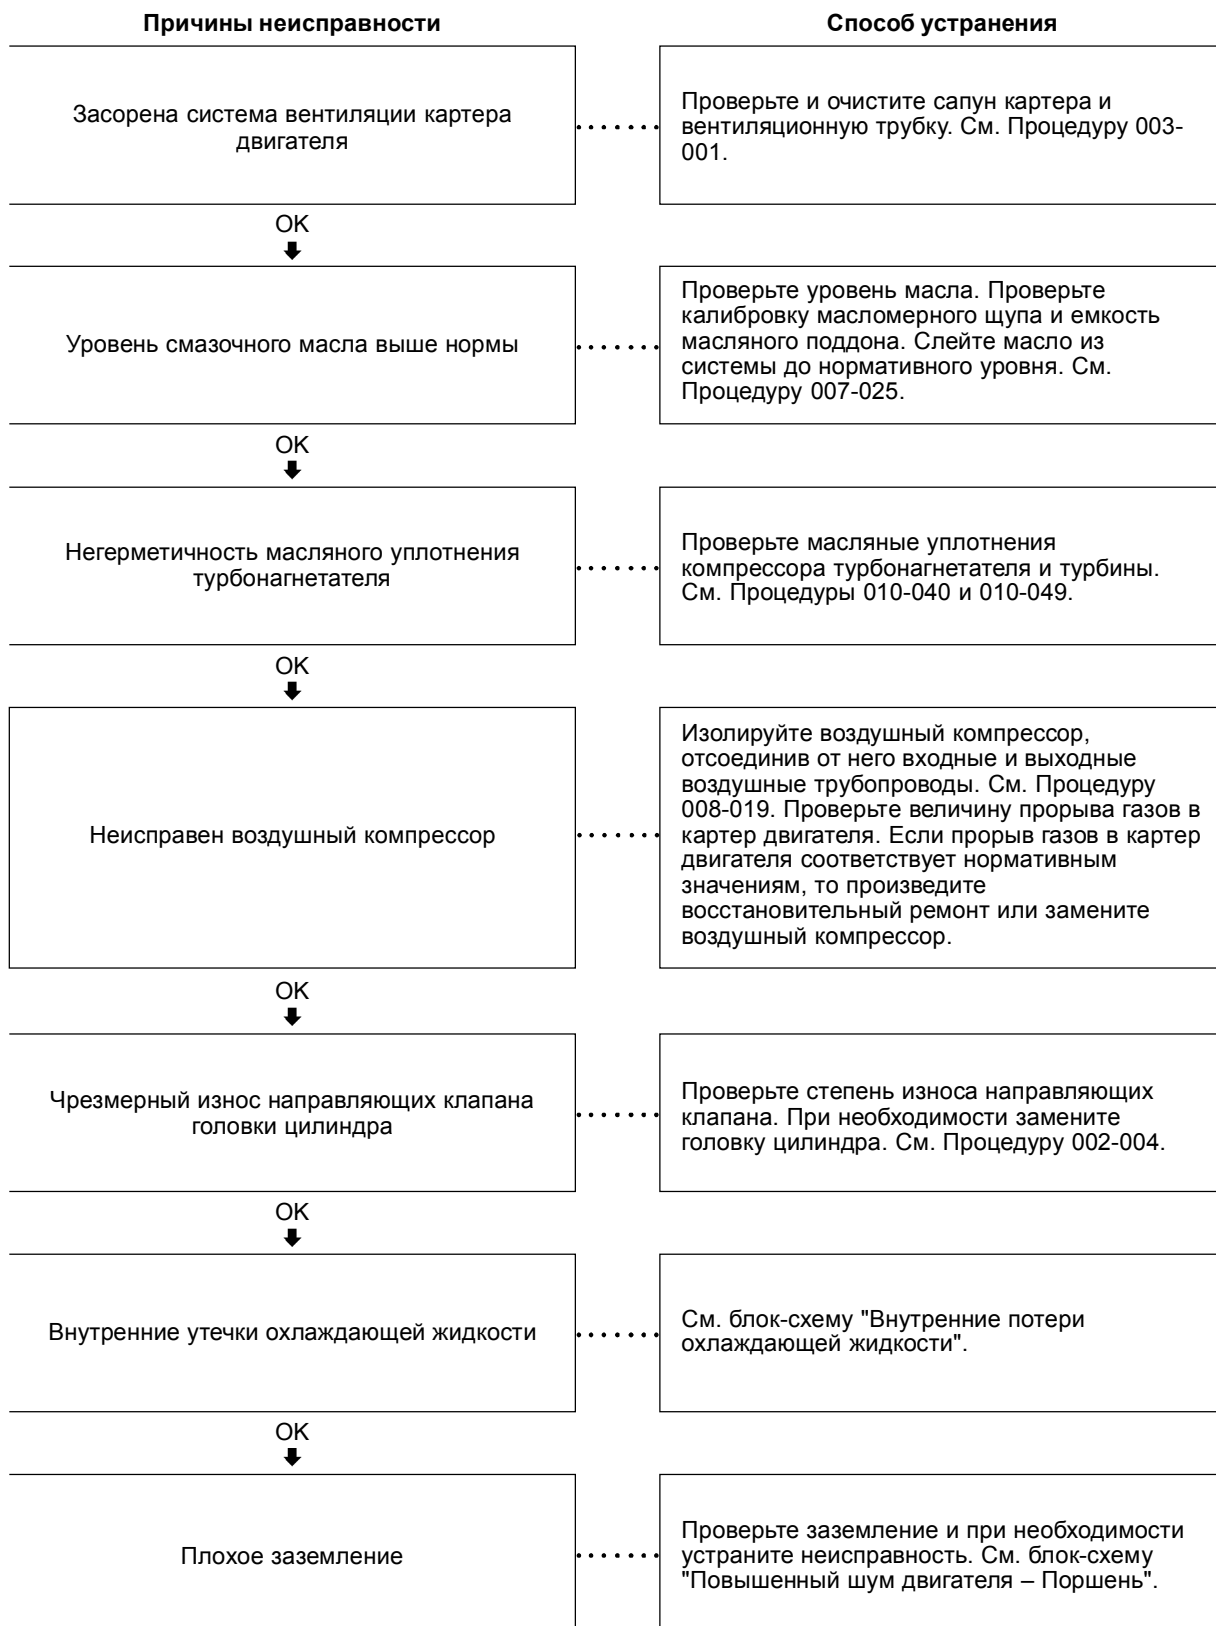 Причины неисправности
Способ устранения
Засорена система вентиляции картера
двигателя
Проверьте и очистите сапун картера и
вентиляционную трубку. См. Процедуру 003-
001.
OK
Уровень смазочного масла выше нормы
Проверьте уровень масла. Проверьте
калибровку масломерного щупа и емкость
масляного поддона. Слейте масло из
системы до нормативного уровня. См.
Процедуру 007-025.
OK
Негерметичность масляного уплотнения
турбонагнетателя
Проверьте масляные уплотнения
компрессора турбонагнетателя и турбины.
См. Процедуры 010-040 и 010-049.
OK
Неисправен воздушный компрессор
Изолируйте воздушный компрессор,
отсоединив от него входные и выходные
воздушные трубопроводы. См. Процедуру
008-019. Проверьте величину прорыва газов в
картер двигателя. Если прорыв газов в картер
двигателя соответствует нормативным
значениям, то произведите
восстановительный ремонт или замените
воздушный компрессор.
OK
Чрезмерный износ направляющих клапана
головки цилиндра
Проверьте степень износа направляющих
клапана. При необходимости замените
головку цилиндра. См. Процедуру 002-004.
OK
Внутренние утечки охлаждающей жидкости
См. блок-схему "Внутренние потери
охлаждающей жидкости".
OK
Плохое заземление
Проверьте заземление и при необходимости
устраните неисправность. См. блок-схему
"Повышенный шум двигателя – Поршень".